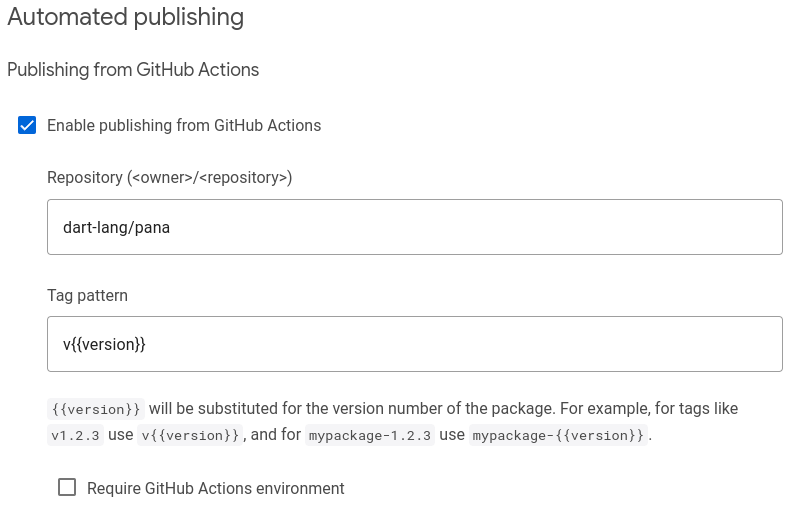 Automated publishing
Publishing from GitHub Actions
Enable publishing from GitHub Actions
Repository (<owner>/<repository>)
dart-lang/pana
Tag pattern
v{{version}}
{{version}} will be substituted for the version number of the package. For example, for tags like
v1.2.3 use v{{version}}, and for mypackage-1.2.3 use mypackage-{{version}}.
Require GitHub Actions environment